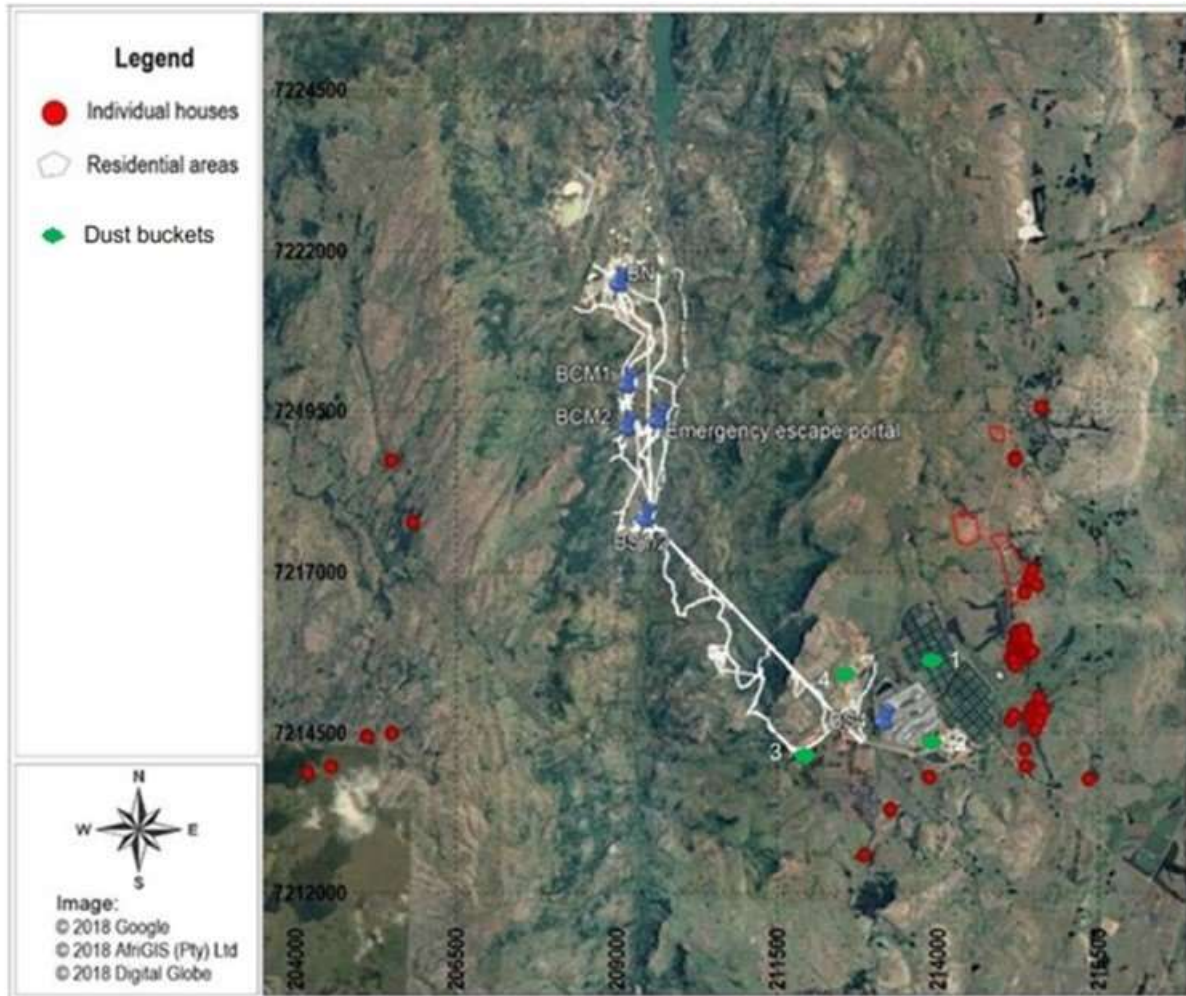 Legend
Individual houses
Residential areas
Dust buckets
N
W E
S
Image:
© 2018 Google
© 2018 AfriGIS (Pty) Ltd
© 2018 Digital Globe
7224500
7222000
BN
BCM1
7219500
BCM2
Emergency escape portal
7217000
1
4
7214500
2
3
7212000
204000
206500
209000
211500
214000